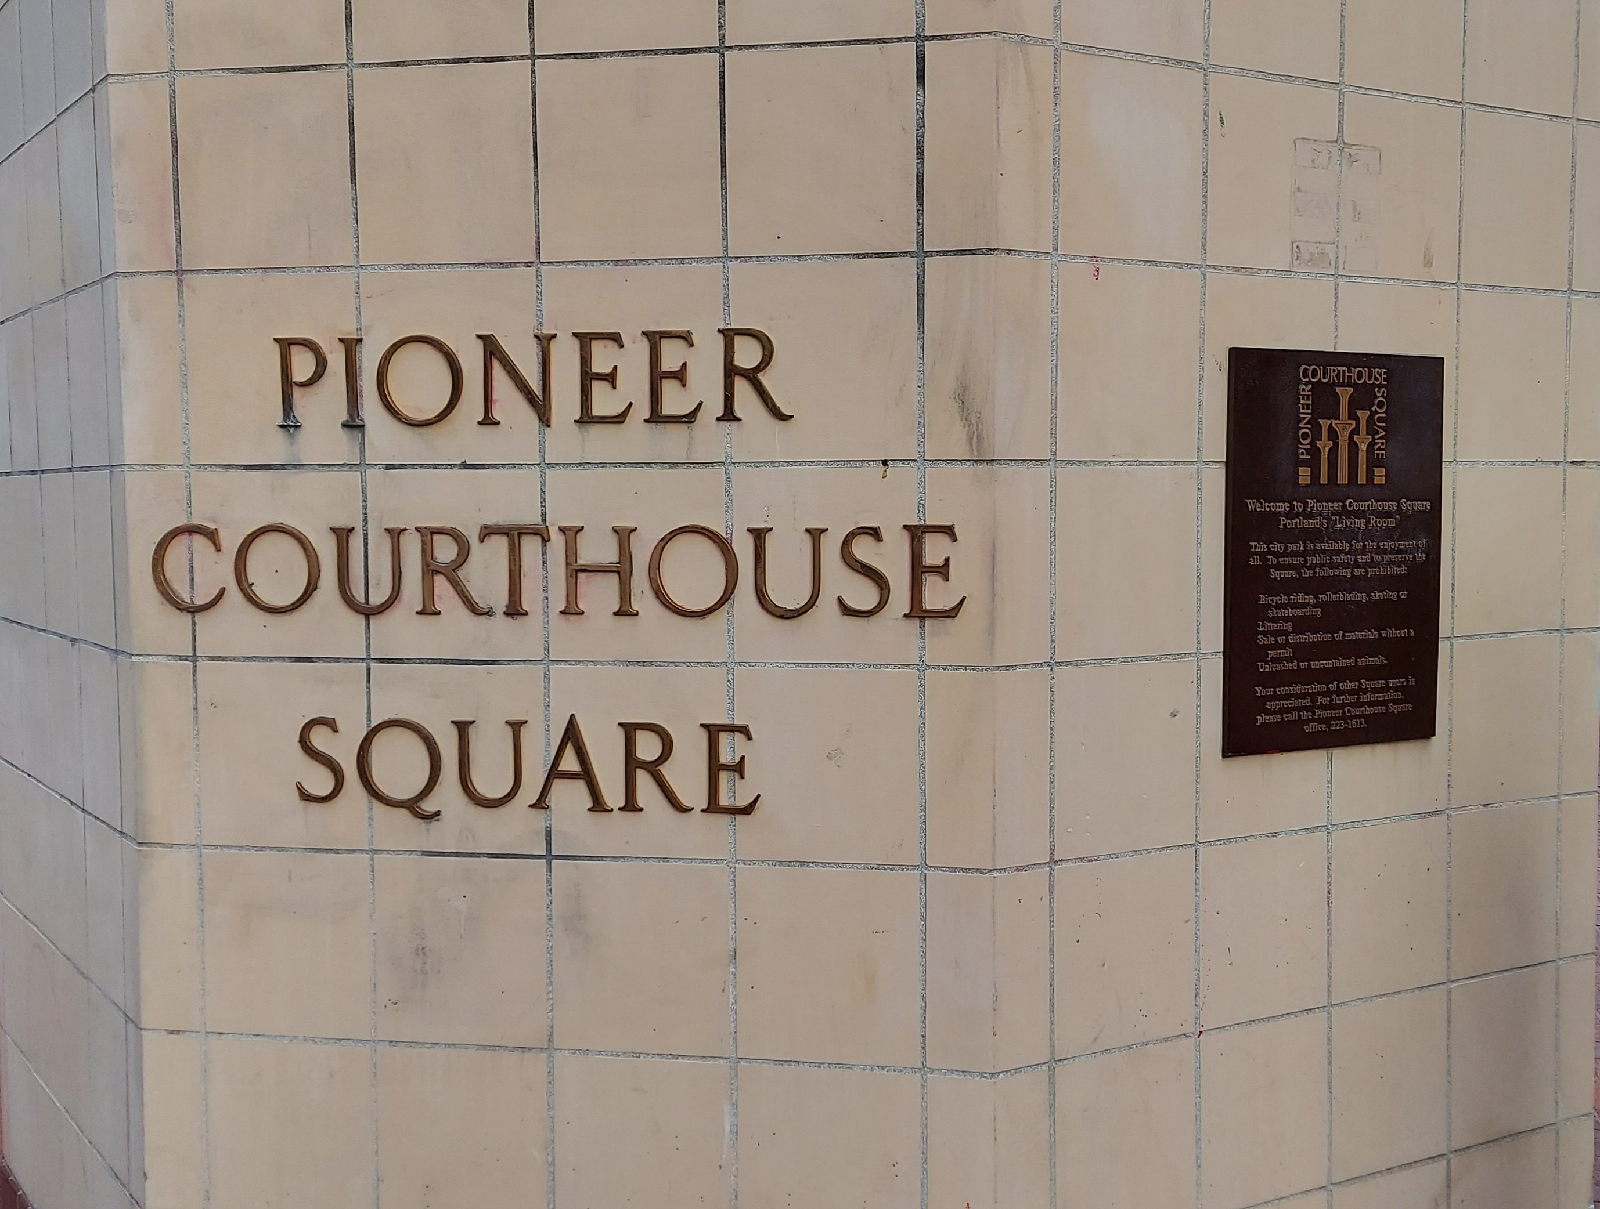 PIONEER
COURTHOUSE
SQUARE
COURTHOUSE
PIONEER
SQUARE
Welcome to Pioneer Courthouse Square
Portland's "Living Room"
This city park is available for the enjoyment of
all. To ensure public safety and to preserve the
Square, the following are prohibited:
Bicycle riding, rollerblading, skating or
skateboarding
Littering
Sale or distribution of materials without a
permit
Unleashed or uncontained animals.
Your consideration of other Square users is
appreciated. For further information,
please call the Pioneer Courthouse Square
office, 223-1613.